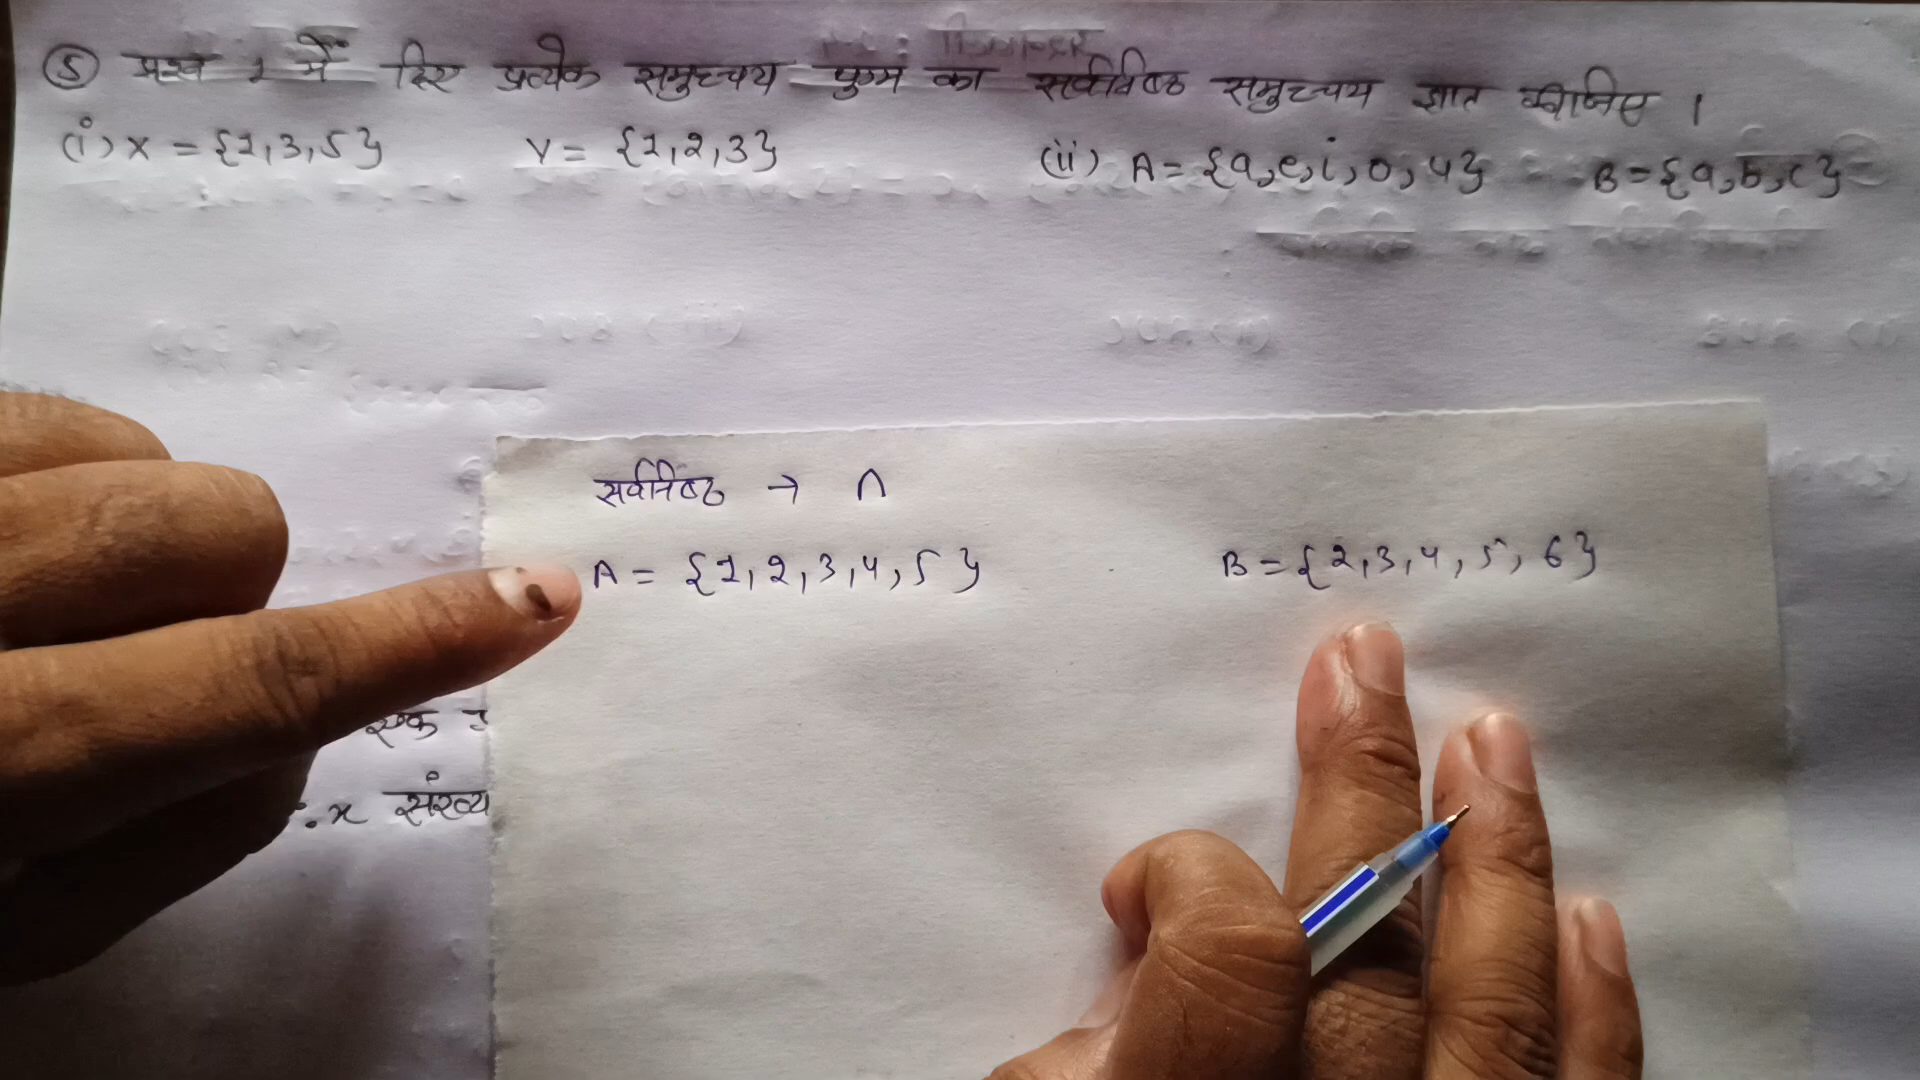 ⑤ प्रश्न 1 में दिए प्रत्येक समुच्चय युग्म का सर्वनिष्ठ समुच्चय ज्ञात कीजिए ।
(i) X = {1,3,5} Y = {1,2,3} (ii) A = {a,e,i,o,u} B = {a,b,c}
सर्वनिष्ठ → ∩
A = {1,2,3,4,5} B = {2,3,4,5,6}
एक
x संख्य